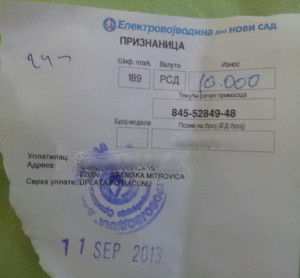 Електровојводина доо НОВИ САД
ПРИЗНАНИЦА
Шиф. плаћ. Валута Износ
189 РСД 10.000
Текући рачун примаоца
845-52849-48
Број модела Позив на број (ЕД број)
Уплатилац:
Адреса:
SREMSKA MITROVICA
Сврха уплате: UPLATA PO RACUNU
11 SEP 2013